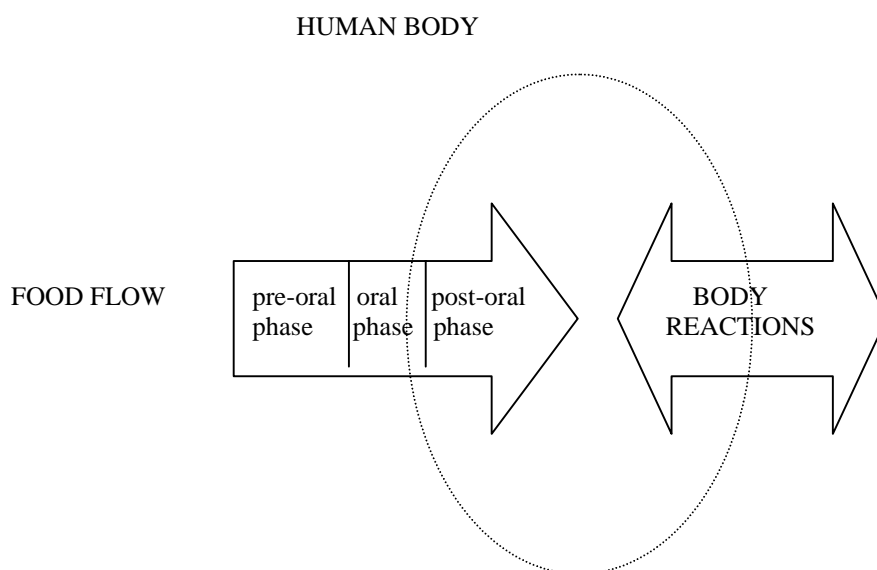 HUMAN BODY
FOOD FLOW
pre-oral
phase
oral
phase
post-oral
phase
BODY
REACTIONS